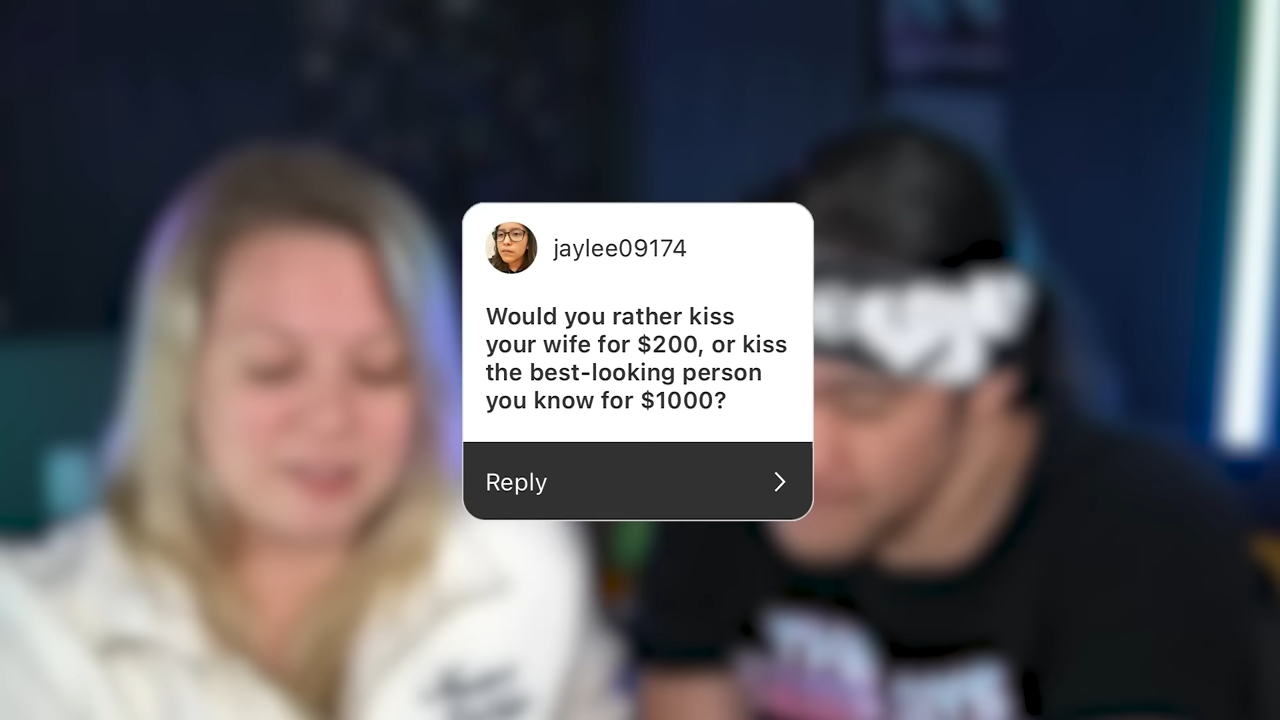 jaylee09174
Would you rather kiss
your wife for $200, or kiss
the best-looking person
you know for $1000?
Reply